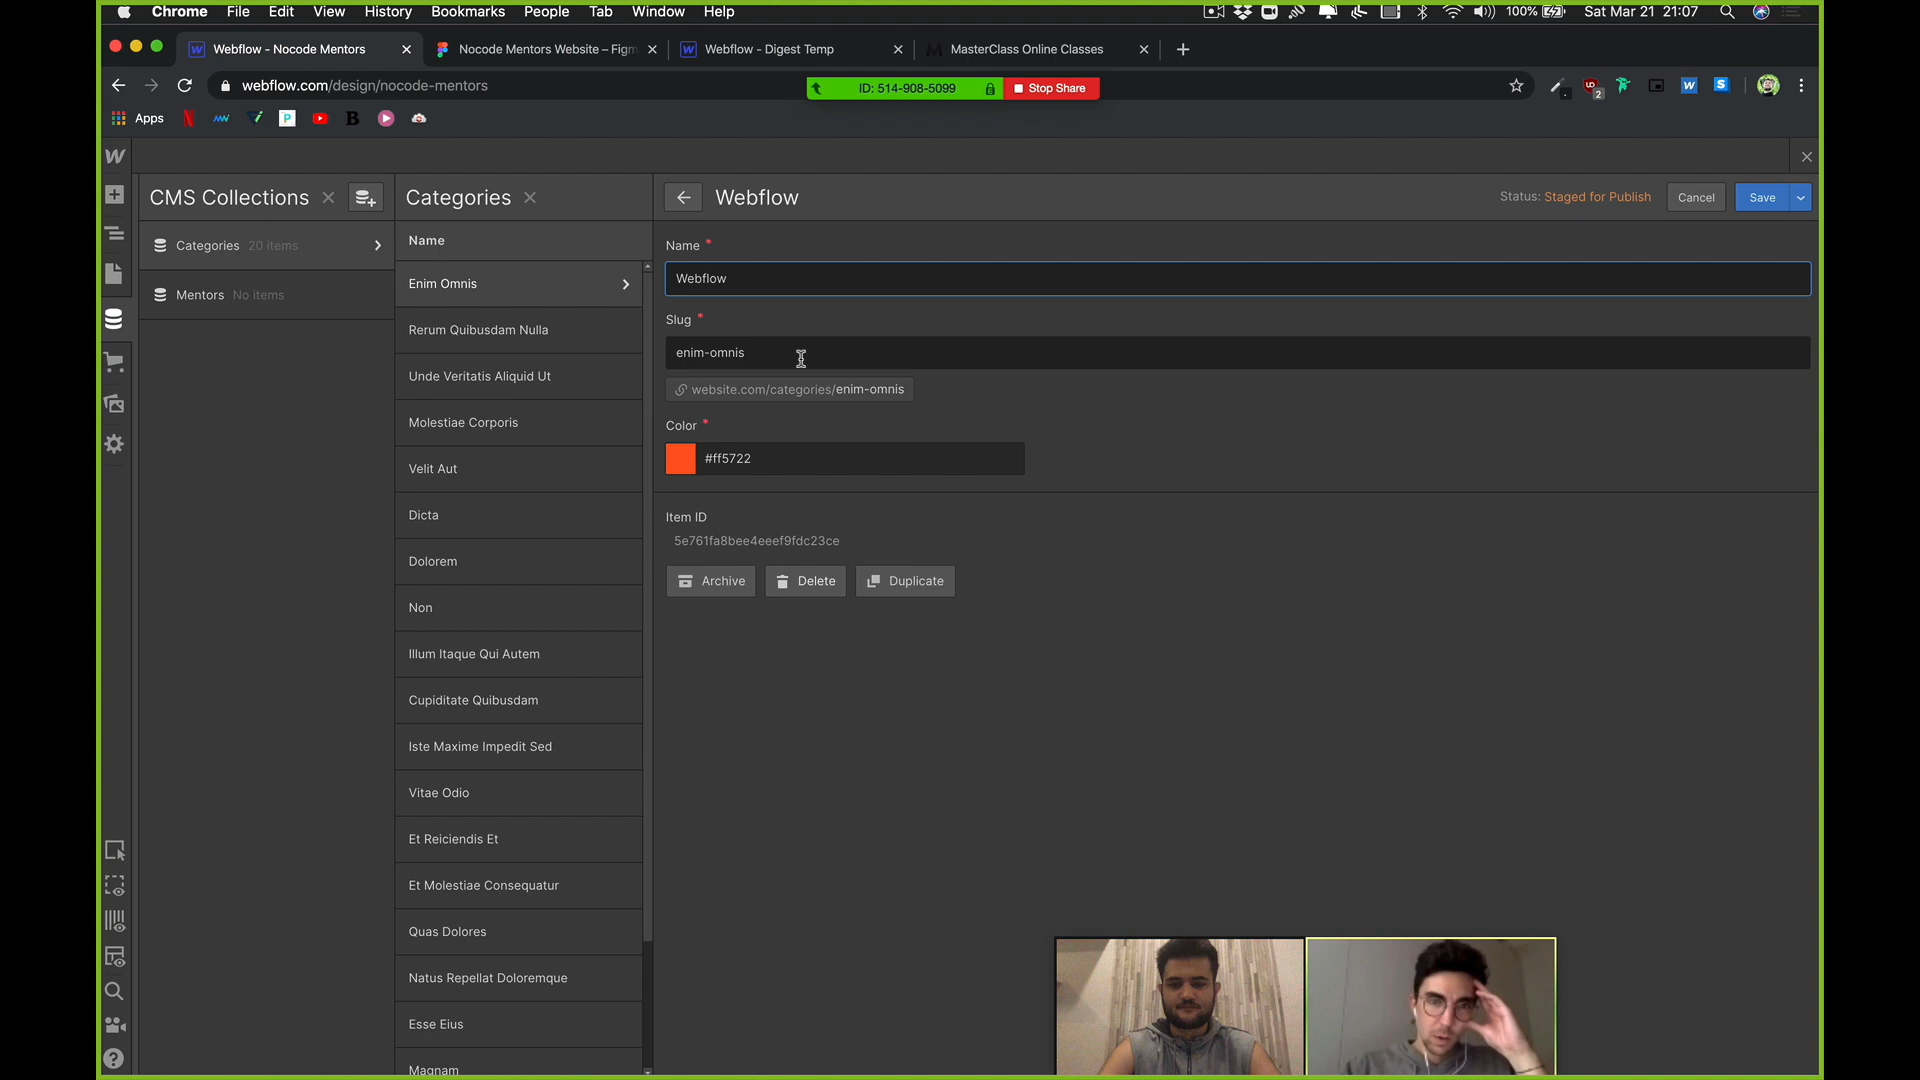 Chrome File Edit View History Bookmarks People Tab Window Help
100% Sat Mar 21 21:07
Webflow - Nocode Mentors
Nocode Mentors Website – Figm
Webflow - Digest Temp
MasterClass Online Classes
webflow.com/design/nocode-mentors
ID: 514-908-5099
Stop Share
Apps
CMS Collections
Categories
Webflow
Status: Staged for Publish
Cancel
Save
Categories 20 items
Mentors No items
Name
Enim Omnis
Rerum Quibusdam Nulla
Unde Veritatis Aliquid Ut
Molestiae Corporis
Velit Aut
Dicta
Dolorem
Non
Illum Itaque Qui Autem
Cupiditate Quibusdam
Iste Maxime Impedit Sed
Vitae Odio
Et Reiciendis Et
Et Molestiae Consequatur
Quas Dolores
Natus Repellat Doloremque
Esse Eius
Magnam
Name *
Webflow
Slug *
enim-omnis
website.com/categories/enim-omnis
Color *
#ff5722
Item ID
5e761fa8bee4eeef9fdc23ce
Archive
Delete
Duplicate